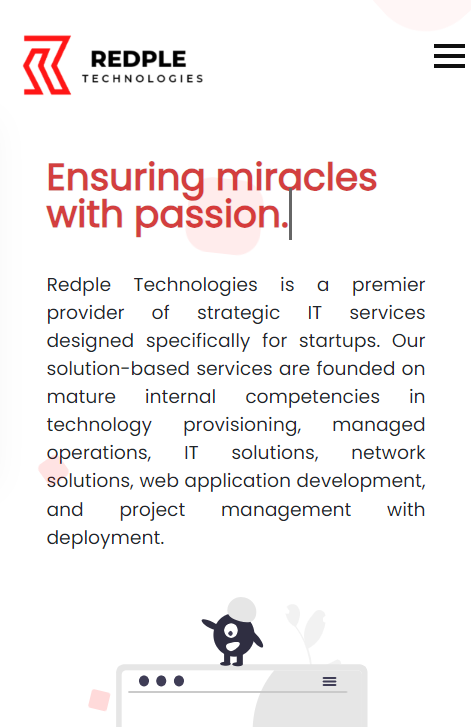 REDPLE
TECHNOLOGIES
Ensuring miracles
with passion.
Redple Technologies is a premier
provider of strategic IT services
designed specifically for startups. Our
solution-based services are founded on
mature internal competencies in
technology provisioning, managed
operations, IT solutions, network
solutions, web application development,
and project management with
deployment.